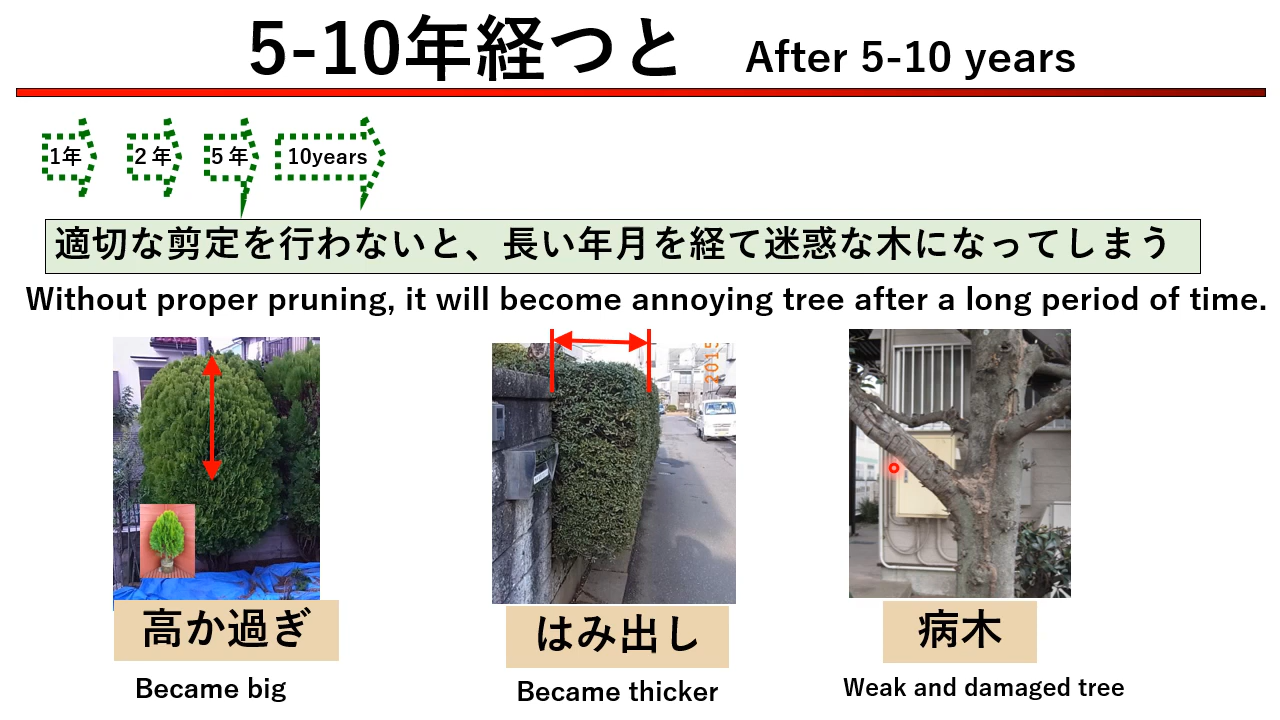 5-10年経つと After 5-10 years
1年 2年 5年 10years
適切な剪定を行わないと、長い年月を経て迷惑な木になってしまう
Without proper pruning, it will become annoying tree after a long period of time.
2015
高か過ぎ はみ出し 病木
Became big Became thicker Weak and damaged tree